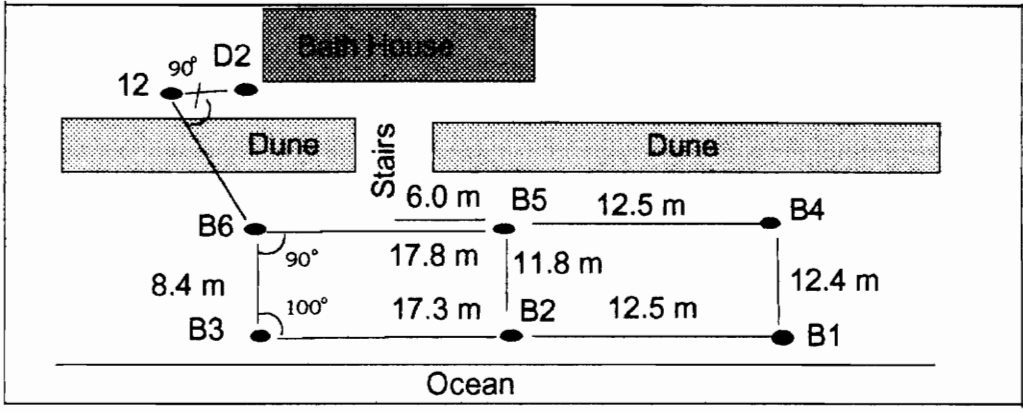 Bath House
D2
90°
12
Dune
Dune
Stairs
6.0 m
B5
12.5 m
B4
B6
90°
17.8 m
11.8 m
12.4 m
8.4 m
100°
17.3 m
B2
12.5 m
B3
B1
Ocean